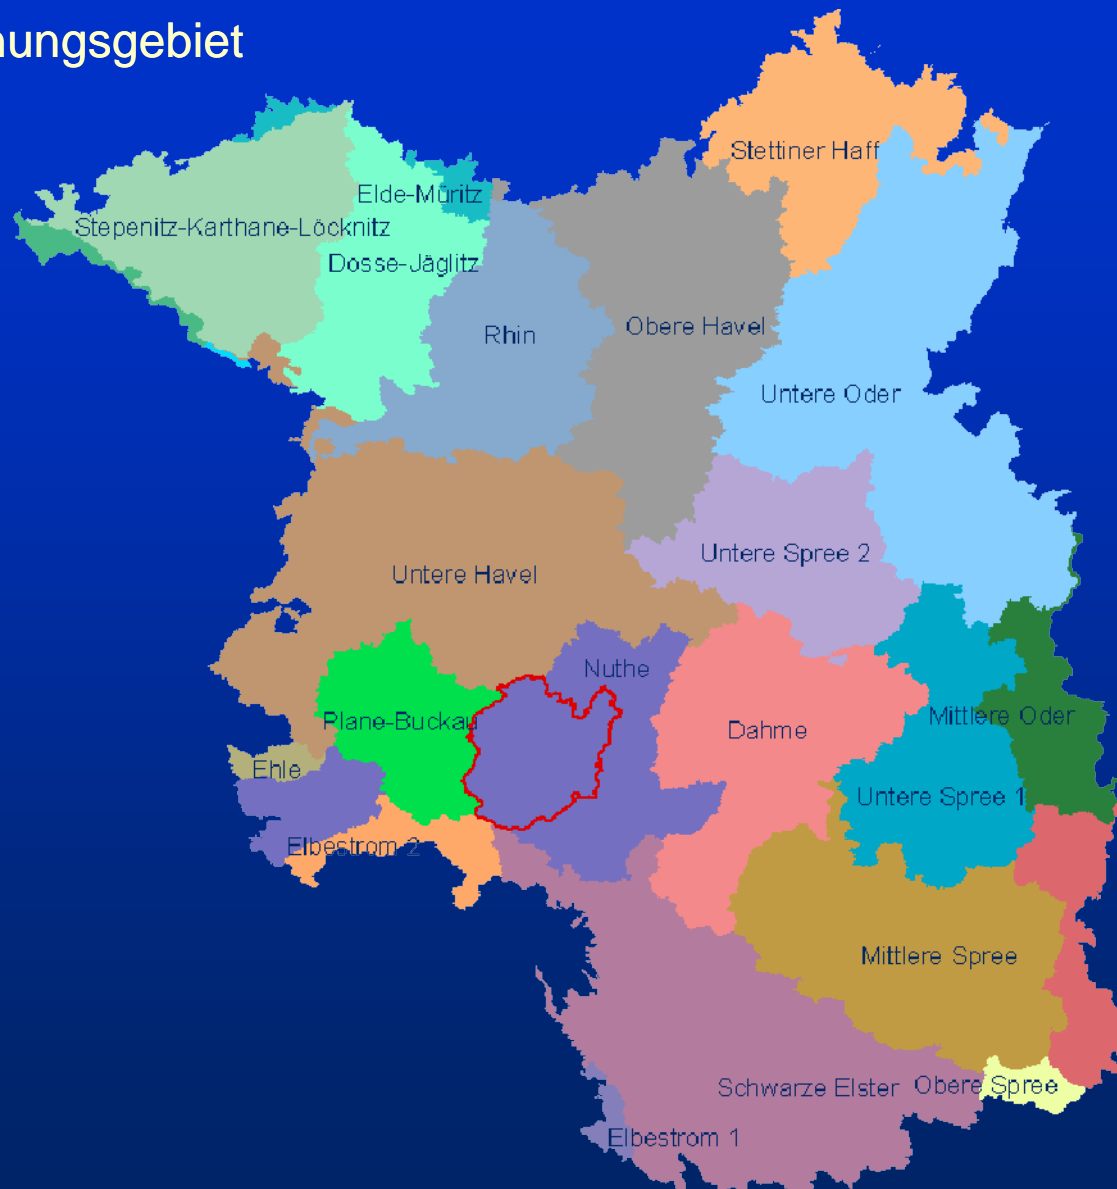 nungsgebiet
Stettiner Haff
Elde-Müritz
Stepenitz-Karthane-Löcknitz
Dosse-Jäglitz
Rhin
Obere Havel
Untere Oder
Untere Spree 2
Untere Havel
Nuthe
Plane-Buckau
Mittlere Oder
Dahme
Ehle
Untere Spree 1
Elbestrom 2
Mittlere Spree
Schwarze Elster
Obere Spree
Elbestrom 1